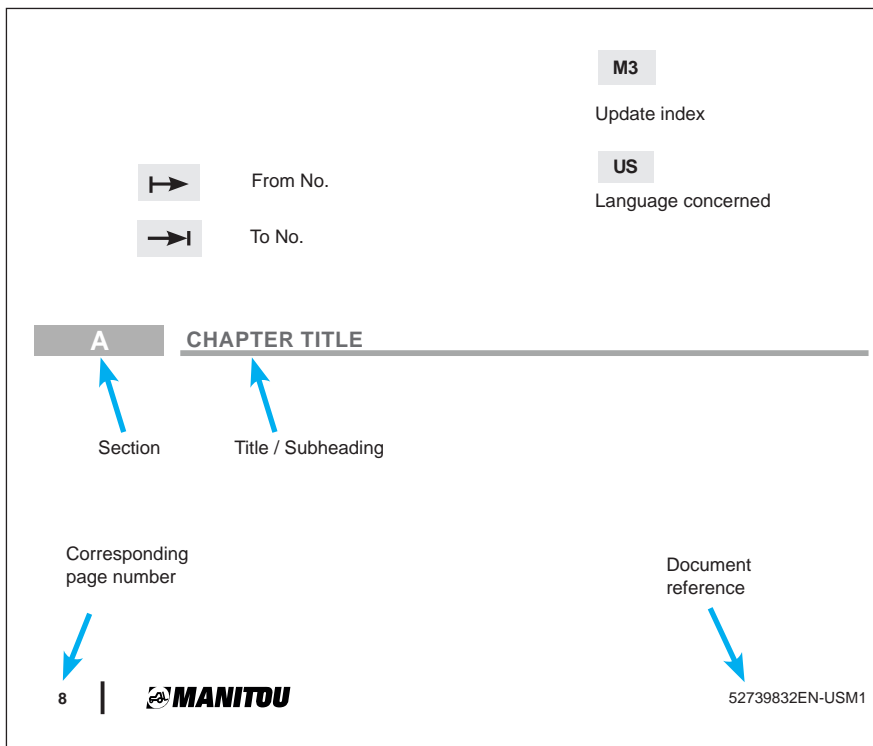 M3
Update index
US
Language concerned
From No.
To No.
A
CHAPTER TITLE
Section
Title / Subheading
Corresponding
page number
Document
reference
8
MANITOU
52739832EN-USM1